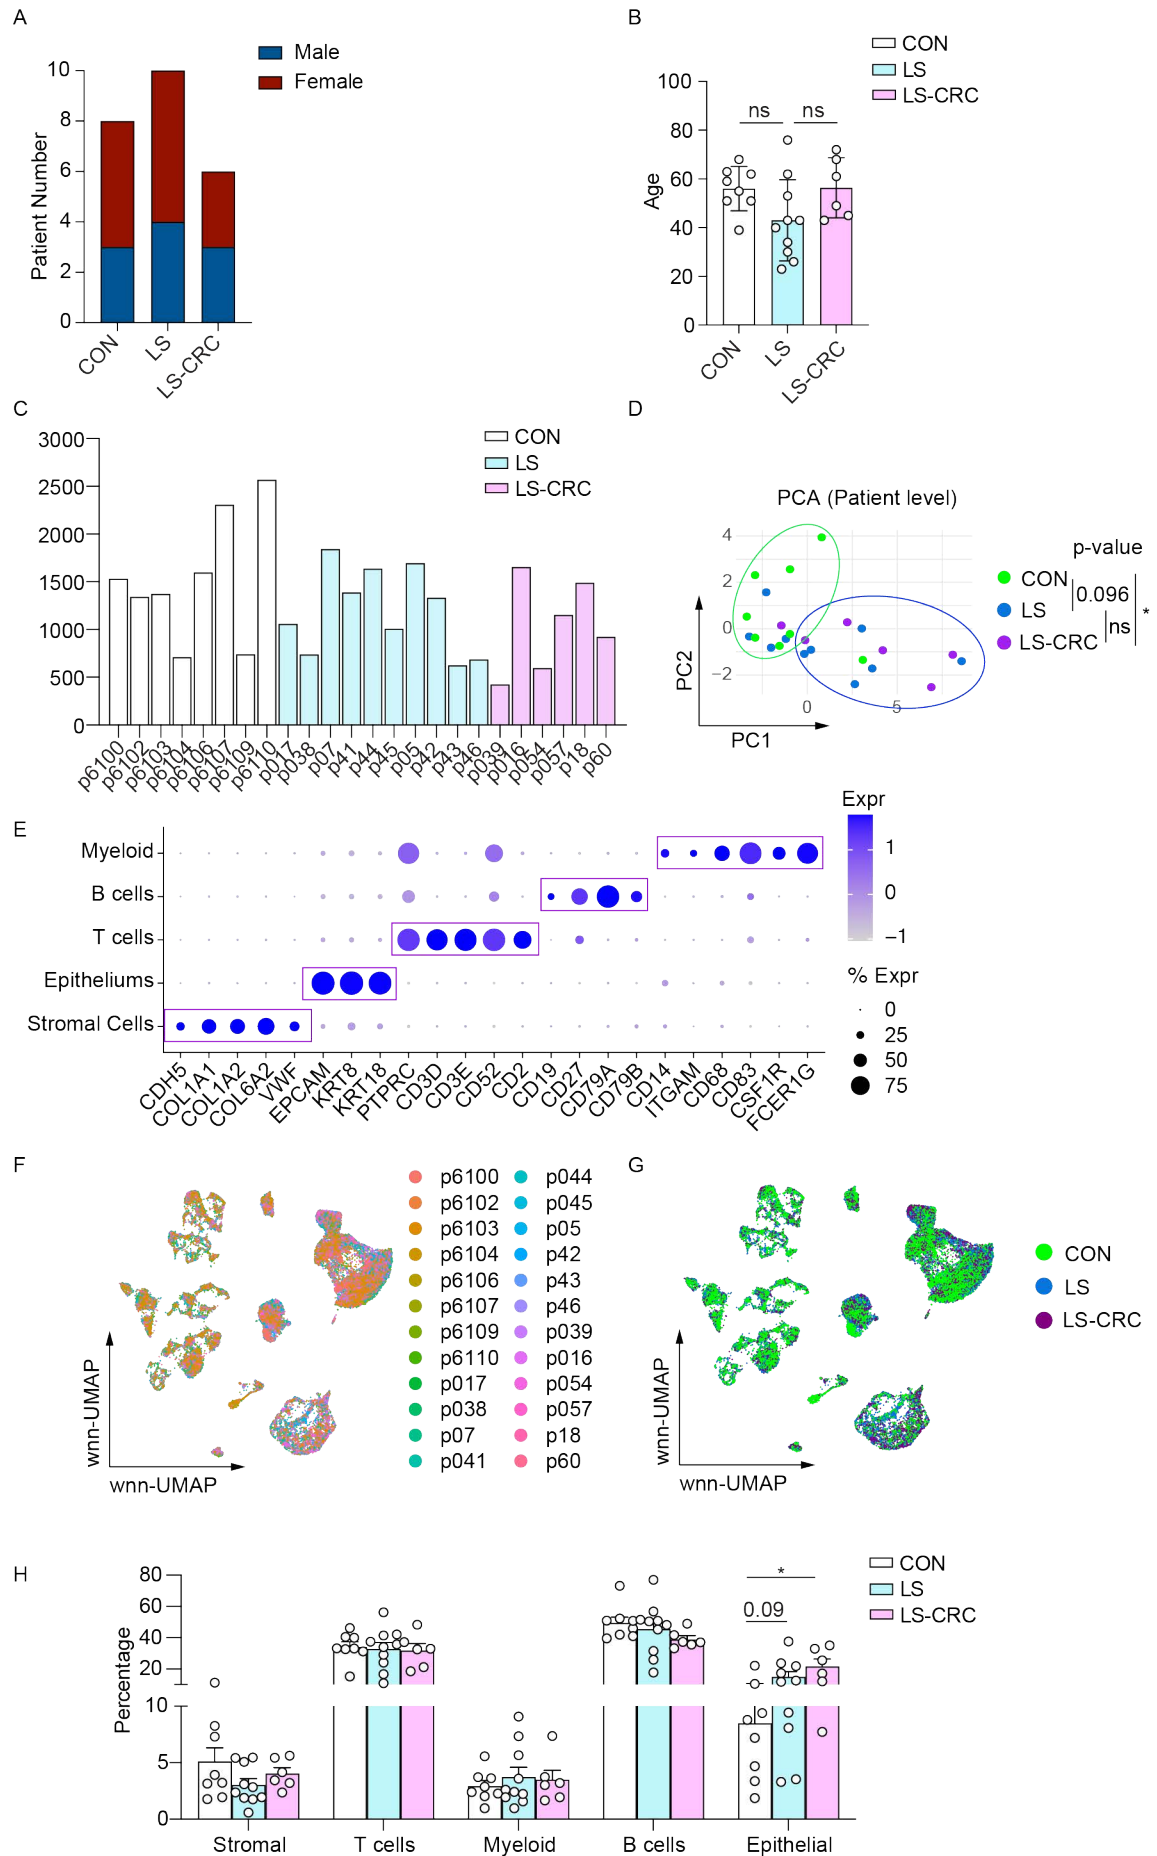 A
Male
Female
Patient Number
10
8
6
4
2
0
CON
LS
LS-CRC
B
CON
LS
LS-CRC
ns
ns
Age
100
80
60
40
20
0
CON
LS
LS-CRC
C
CON
LS
LS-CRC
3000
2500
2000
1500
1000
500
0
p6100
p6102
p6103
p6104
p6106
p6107
p6109
p6110
p017
p038
p07
p41
p44
p45
p05
p42
p43
p46
p039
p016
p054
p057
p18
p60
D
PCA (Patient level)
4
2
0
−2
0
5
PC2
PC1
p-value
CON
LS
LS-CRC
0.096
ns
*
E
Myeloid
B cells
T cells
Epitheliums
Stromal Cells
CDH5
COL1A1
COL1A2
COL6A2
VWF
EPCAM
KRT8
KRT18
PTPRC
CD3D
CD3E
CD52
CD2
CD19
CD27
CD79A
CD79B
CD14
ITGAM
CD68
CD83
CSF1R
FCER1G
Expr
1
0
−1
% Expr
0
25
50
75
F
wnn-UMAP
wnn-UMAP
p6100
p6102
p6103
p6104
p6106
p6107
p6109
p6110
p017
p038
p07
p041
p044
p045
p05
p42
p43
p46
p039
p016
p054
p057
p18
p60
G
wnn-UMAP
wnn-UMAP
CON
LS
LS-CRC
H
CON
LS
LS-CRC
*
0.09
Percentage
80
60
40
20
10
5
0
Stromal
T cells
Myeloid
B cells
Epithelial